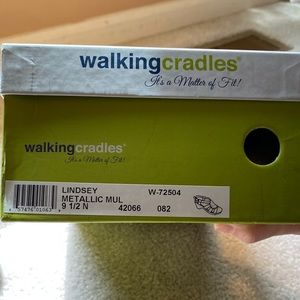 walkingcradles®
It's a Matter of Fit!
walkingcradles®
It's a Matter of Fit!
LINDSEY W-72504
METALLIC MUL
9 1/2 N 42066 082